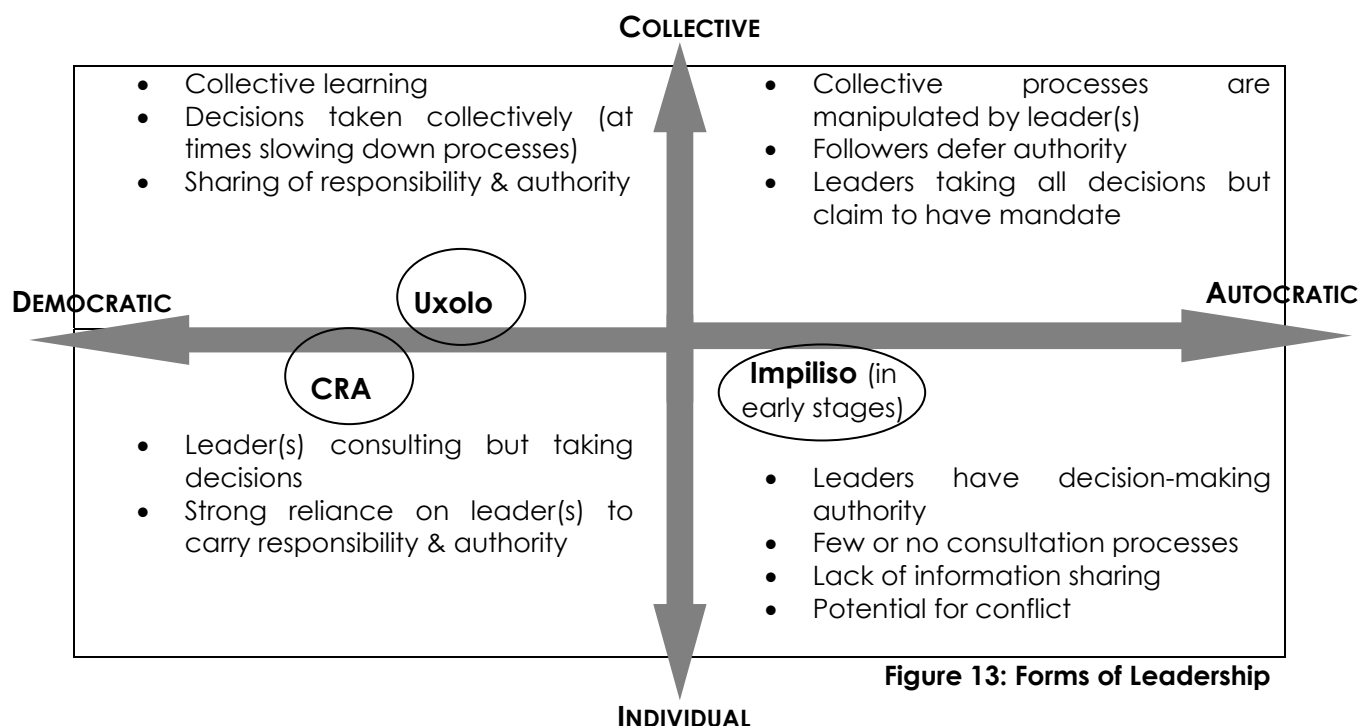 COLLECTIVE
• Collective learning
• Decisions taken collectively (at
times slowing down processes)
• Sharing of responsibility & authority
• Collective processes are
manipulated by leader(s)
• Followers defer authority
• Leaders taking all decisions but
claim to have mandate
DEMOCRATIC
Uxolo
AUTOCRATIC
CRA
Impiliso (in
early stages)
• Leader(s) consulting but taking
decisions
• Strong reliance on leader(s) to
carry responsibility & authority
• Leaders have decision-making
authority
• Few or no consultation processes
• Lack of information sharing
• Potential for conflict
Figure 13: Forms of Leadership
INDIVIDUAL